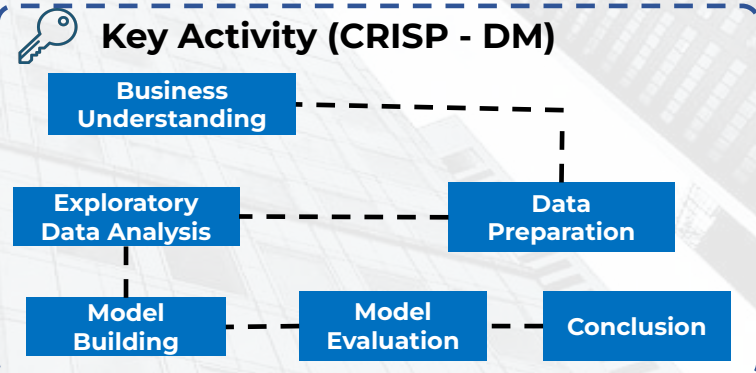 Key Activity (CRISP - DM)
Business
Understanding
Data
Preparation
Exploratory
Data Analysis
Model
Building
Model
Evaluation
Conclusion